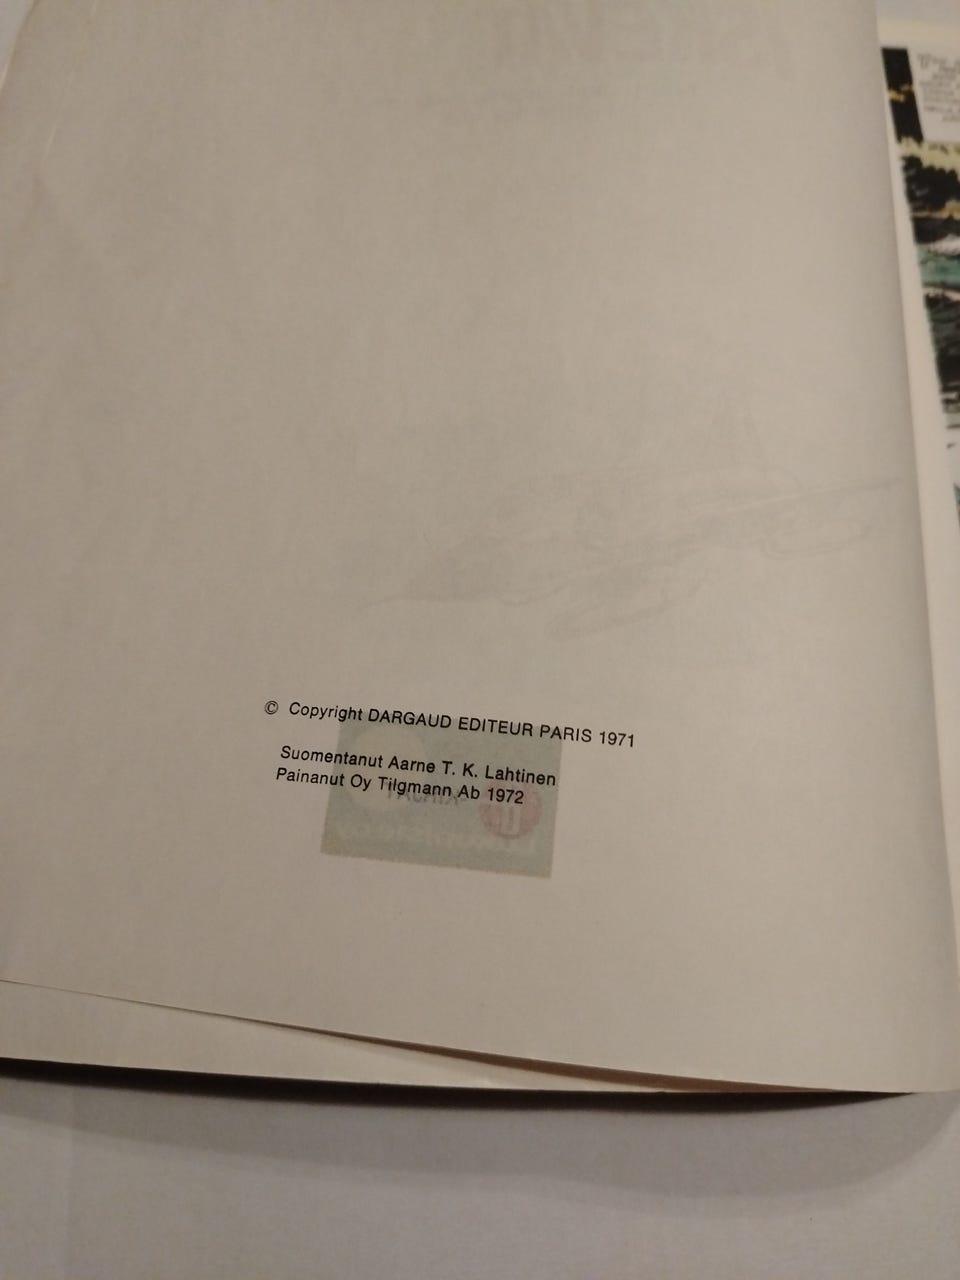 © Copyright DARGAUD EDITEUR PARIS 1971
Suomentanut Aarne T. K. Lahtinen
Painanut Oy Tilgmann Ab 1972